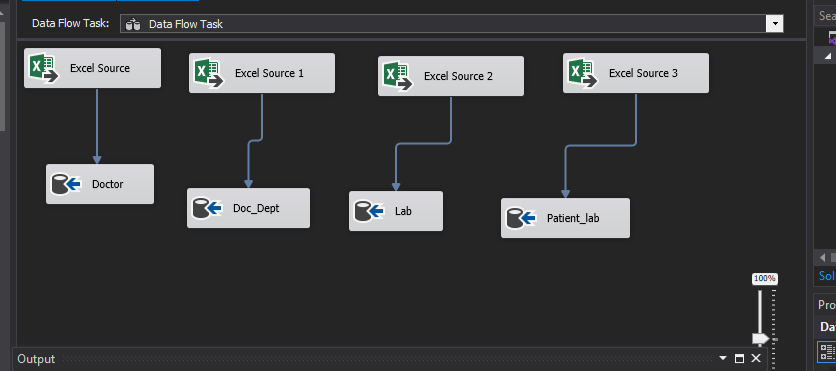 Data Flow Task: Data Flow Task
Sea
Excel Source
Excel Source 1
Excel Source 2
Excel Source 3
Doctor
Doc_Dept
Lab
Patient_lab
100%
Sol
Pro
Da
Output